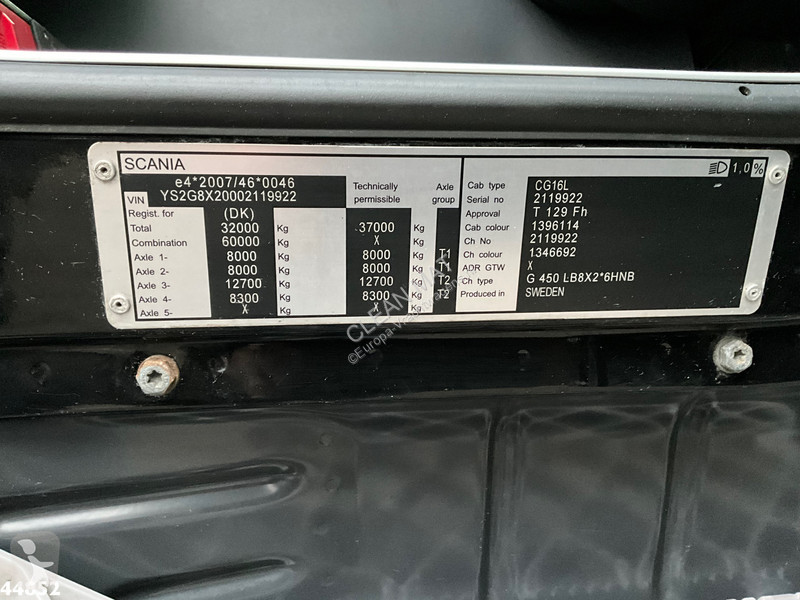 SCANIA 1,0 %
e4*2007/46*0046
VIN YS2G8X20002119922
Technically permissible
Axle group
Regist. for (DK)
Total 32000 Kg 37000 Kg
Combination 60000 Kg X Kg
Axle 1- 8000 Kg 8000 Kg T1
Axle 2- 8000 Kg 8000 Kg
Axle 3- 12700 Kg 12700 Kg T2
Axle 4- 8300 Kg 8300 Kg T2
Axle 5- X Kg Kg
Cab type CG16L
Serial no 2119922
Approval T 129 Fh
Cab colour 1396114
Ch No 2119922
Ch colour 1346692
ADR GTW X
Ch type G 450 LB8X2*6HNB
Produced in SWEDEN
CLEAN MAT
44852